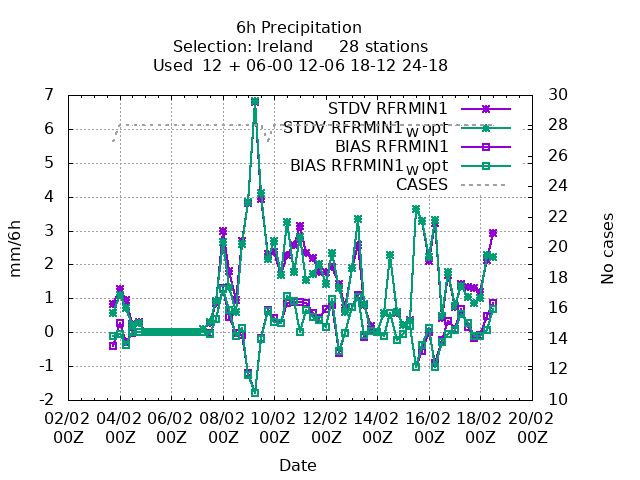 6h Precipitation
Selection: Ireland 28 stations
Used 12 + 06-00 12-06 18-12 24-18
7 30
STDV RFRMIN1
6 28
STDV RFRMIN1_W opt
BIAS RFRMIN1
5 26
BIAS RFRMIN1_W opt
CASES
4 24
3 22
2 20
1 18
0 16
-1 14
12
-2 10
mm/6h
No cases
02/02 04/02 06/02 08/02 10/02 12/02 14/02 16/02 18/02 20/02
00Z 00Z 00Z 00Z 00Z 00Z 00Z 00Z 00Z 00Z
Date